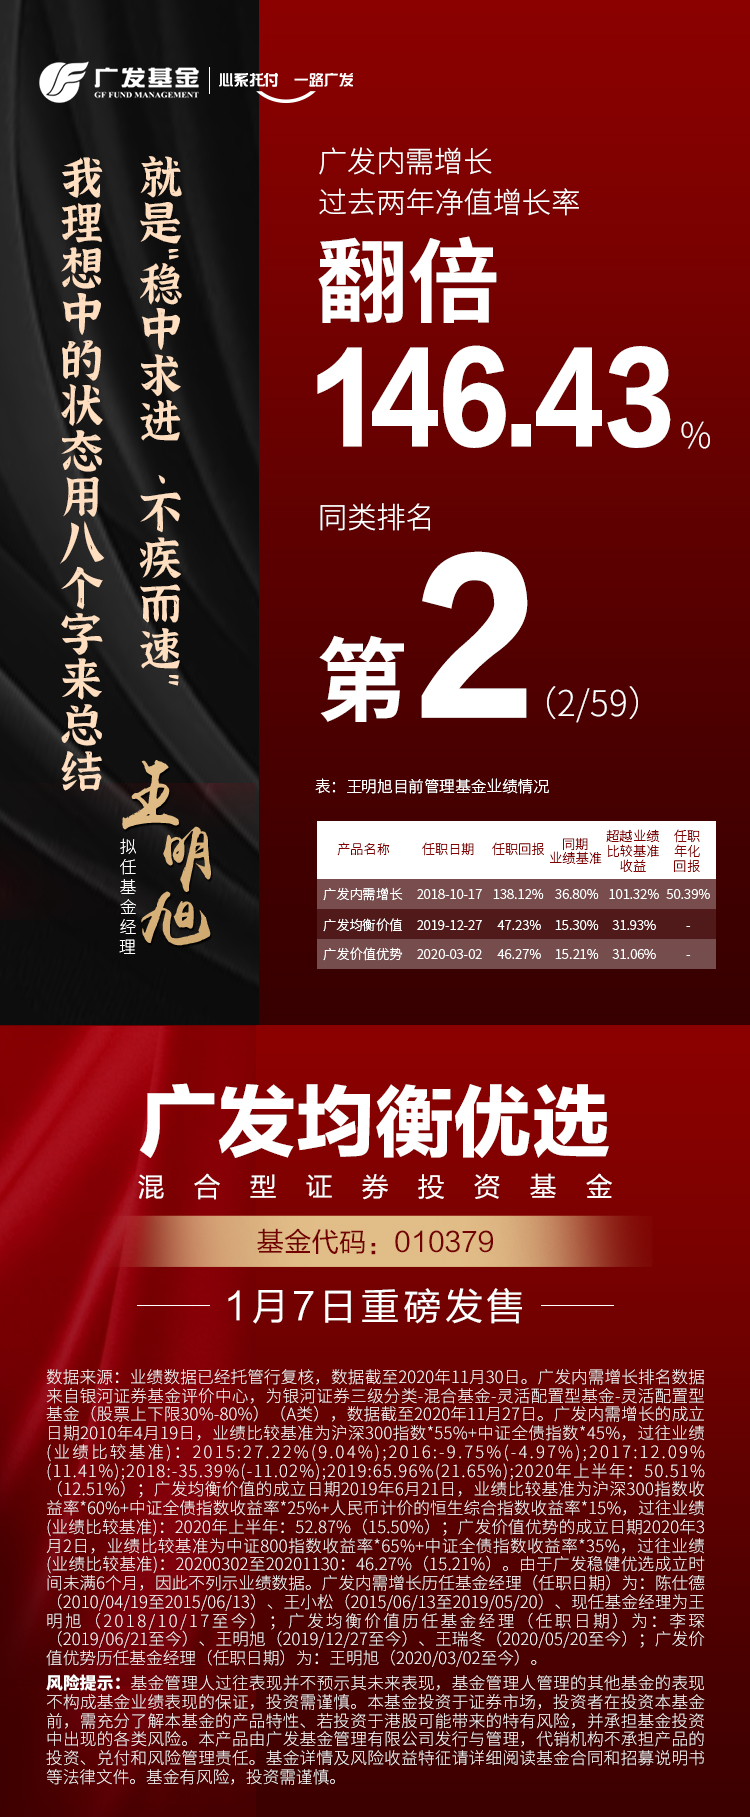 广发基金
GF FUND MANAGEMENT
心系托付 一路广发
我理想中的状态用八个字来总结
就是“稳中求进、不疾而速”
王明旭
拟任基金经理
广发内需增长
过去两年净值增长率
翻倍
146.43%
同类排名
第2（2/59）
表：王明旭目前管理基金业绩情况
产品名称 任职日期 任职回报 同期业绩基准 超越业绩比较基准收益 任职年化回报
广发内需增长 2018-10-17 138.12% 36.80% 101.32% 50.39%
广发均衡价值 2019-12-27 47.23% 15.30% 31.93% -
广发价值优势 2020-03-02 46.27% 15.21% 31.06% -
广发均衡优选
混合型证券投资基金
基金代码：010379
1月7日重磅发售
数据来源：业绩数据已经托管行复核，数据截至2020年11月30日。广发内需增长排名数据
来自银河证券基金评价中心，为银河证券三级分类-混合基金-灵活配置型基金-灵活配置型
基金（股票上下限30%-80%）（A类），数据截至2020年11月27日。广发内需增长的成立
日期2010年4月19日，业绩比较基准为沪深300指数*55%+中证全债指数*45%，过往业绩
(业绩比较基准)：2015:27.22%(9.04%);2016:-9.75%(-4.97%);2017:12.09%
(11.41%);2018:-35.39%(-11.02%);2019:65.96%(21.65%);2020年上半年：50.51%
（12.51%）；广发均衡价值的成立日期2019年6月21日，业绩比较基准为沪深300指数收
益率*60%+中证全债指数收益率*25%+人民币计价的恒生综合指数收益率*15%，过往业绩
(业绩比较基准)：2020年上半年：52.87%（15.50%）；广发价值优势的成立日期2020年3
月2日，业绩比较基准为中证800指数收益率*65%+中证全债指数收益率*35%，过往业绩
(业绩比较基准)：20200302至20201130：46.27%（15.21%）。由于广发稳健优选成立时
间未满6个月，因此不列示业绩数据。广发内需增长历任基金经理（任职日期）为：陈仕德
（2010/04/19至2015/06/13）、王小松（2015/06/13至2019/05/20）、现任基金经理为王
明旭（2018/10/17至今）；广发均衡价值历任基金经理（任职日期）为：李琛
（2019/06/21至今）、王明旭（2019/12/27至今）、王瑞冬（2020/05/20至今）；广发价
值优势历任基金经理（任职日期）为：王明旭（2020/03/02至今）。
风险提示：基金管理人过往表现并不预示其未来表现，基金管理人管理的其他基金的表现
不构成基金业绩表现的保证，投资需谨慎。本基金投资于证券市场，投资者在投资本基金
前，需充分了解本基金的产品特性、若投资于港股可能带来的特有风险，并承担基金投资
中出现的各类风险。本产品由广发基金管理有限公司发行与管理，代销机构不承担产品的
投资、兑付和风险管理责任。基金详情及风险收益特征请详细阅读基金合同和招募说明书
等法律文件。基金有风险，投资需谨慎。